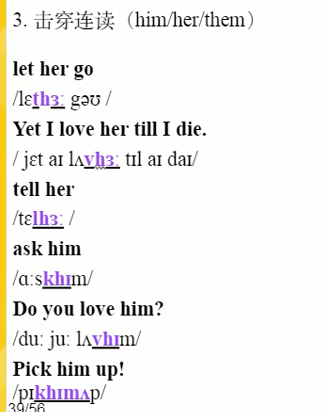 3. 击穿连读（him/her/them）
let her go
/lɛthɜː gəʊ /
Yet I love her till I die.
/ jɛt aɪ lʌvhɜː tɪl aɪ daɪ/
tell her
/tɛlhɜː /
ask him
/ɑːskhɪm/
Do you love him?
/duː juː lʌvhɪm/
Pick him up!
/pɪkhɪmʌp/
39/56